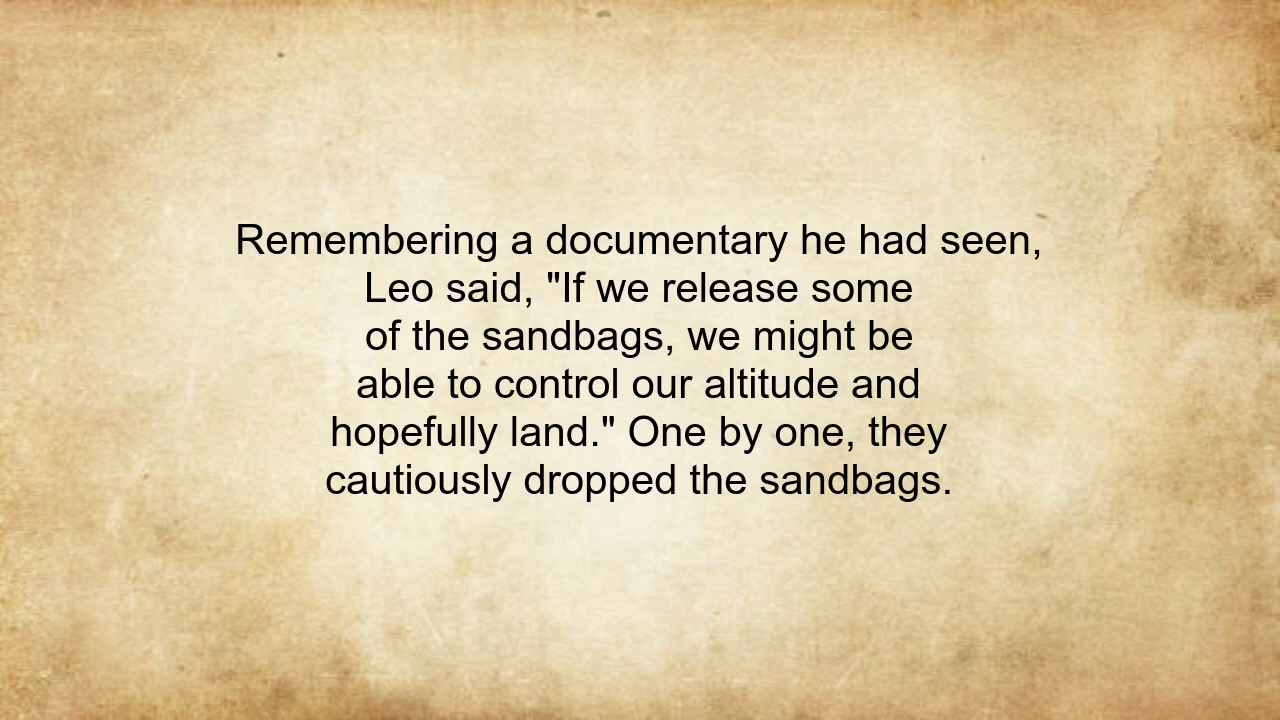 Remembering a documentary he had seen,
Leo said, "If we release some
of the sandbags, we might be
able to control our altitude and
hopefully land." One by one, they
cautiously dropped the sandbags.